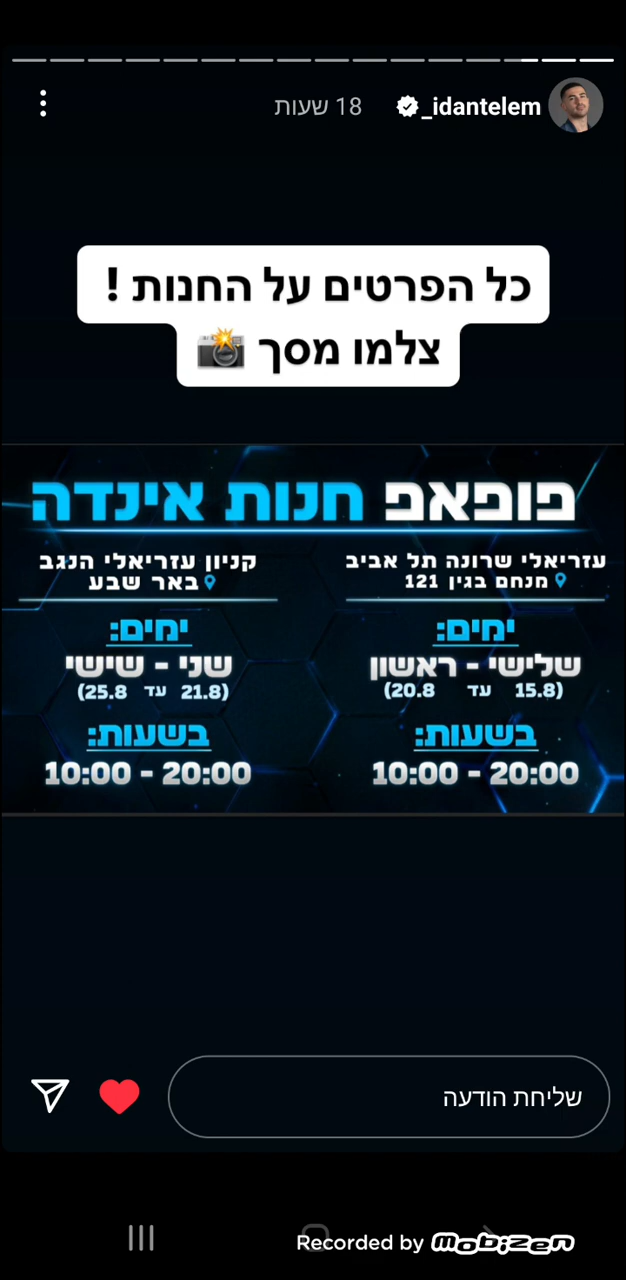 _idantelem 18 שעות
כל הפרטים על החנות !
צלמו מסך 📸
פופאפ חנות אינדה
עזריאלי שרונה תל אביב
מנחם בגין 121
ימים:
שלישי - ראשון
(15.8 עד 20.8)
בשעות:
10:00 - 20:00
קניון עזריאלי הנגב
באר שבע
ימים:
שני - שישי
(21.8 עד 25.8)
בשעות:
10:00 - 20:00
שליחת הודעה
Recorded by mobizen